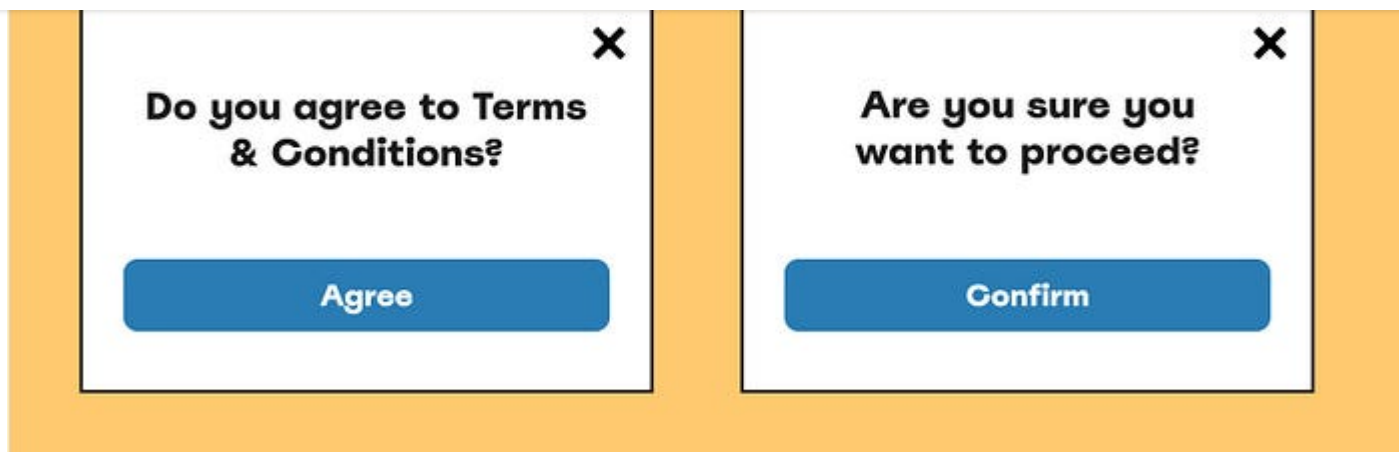 Do you agree to Terms
& Conditions?
Agree
Are you sure you
want to proceed?
Confirm